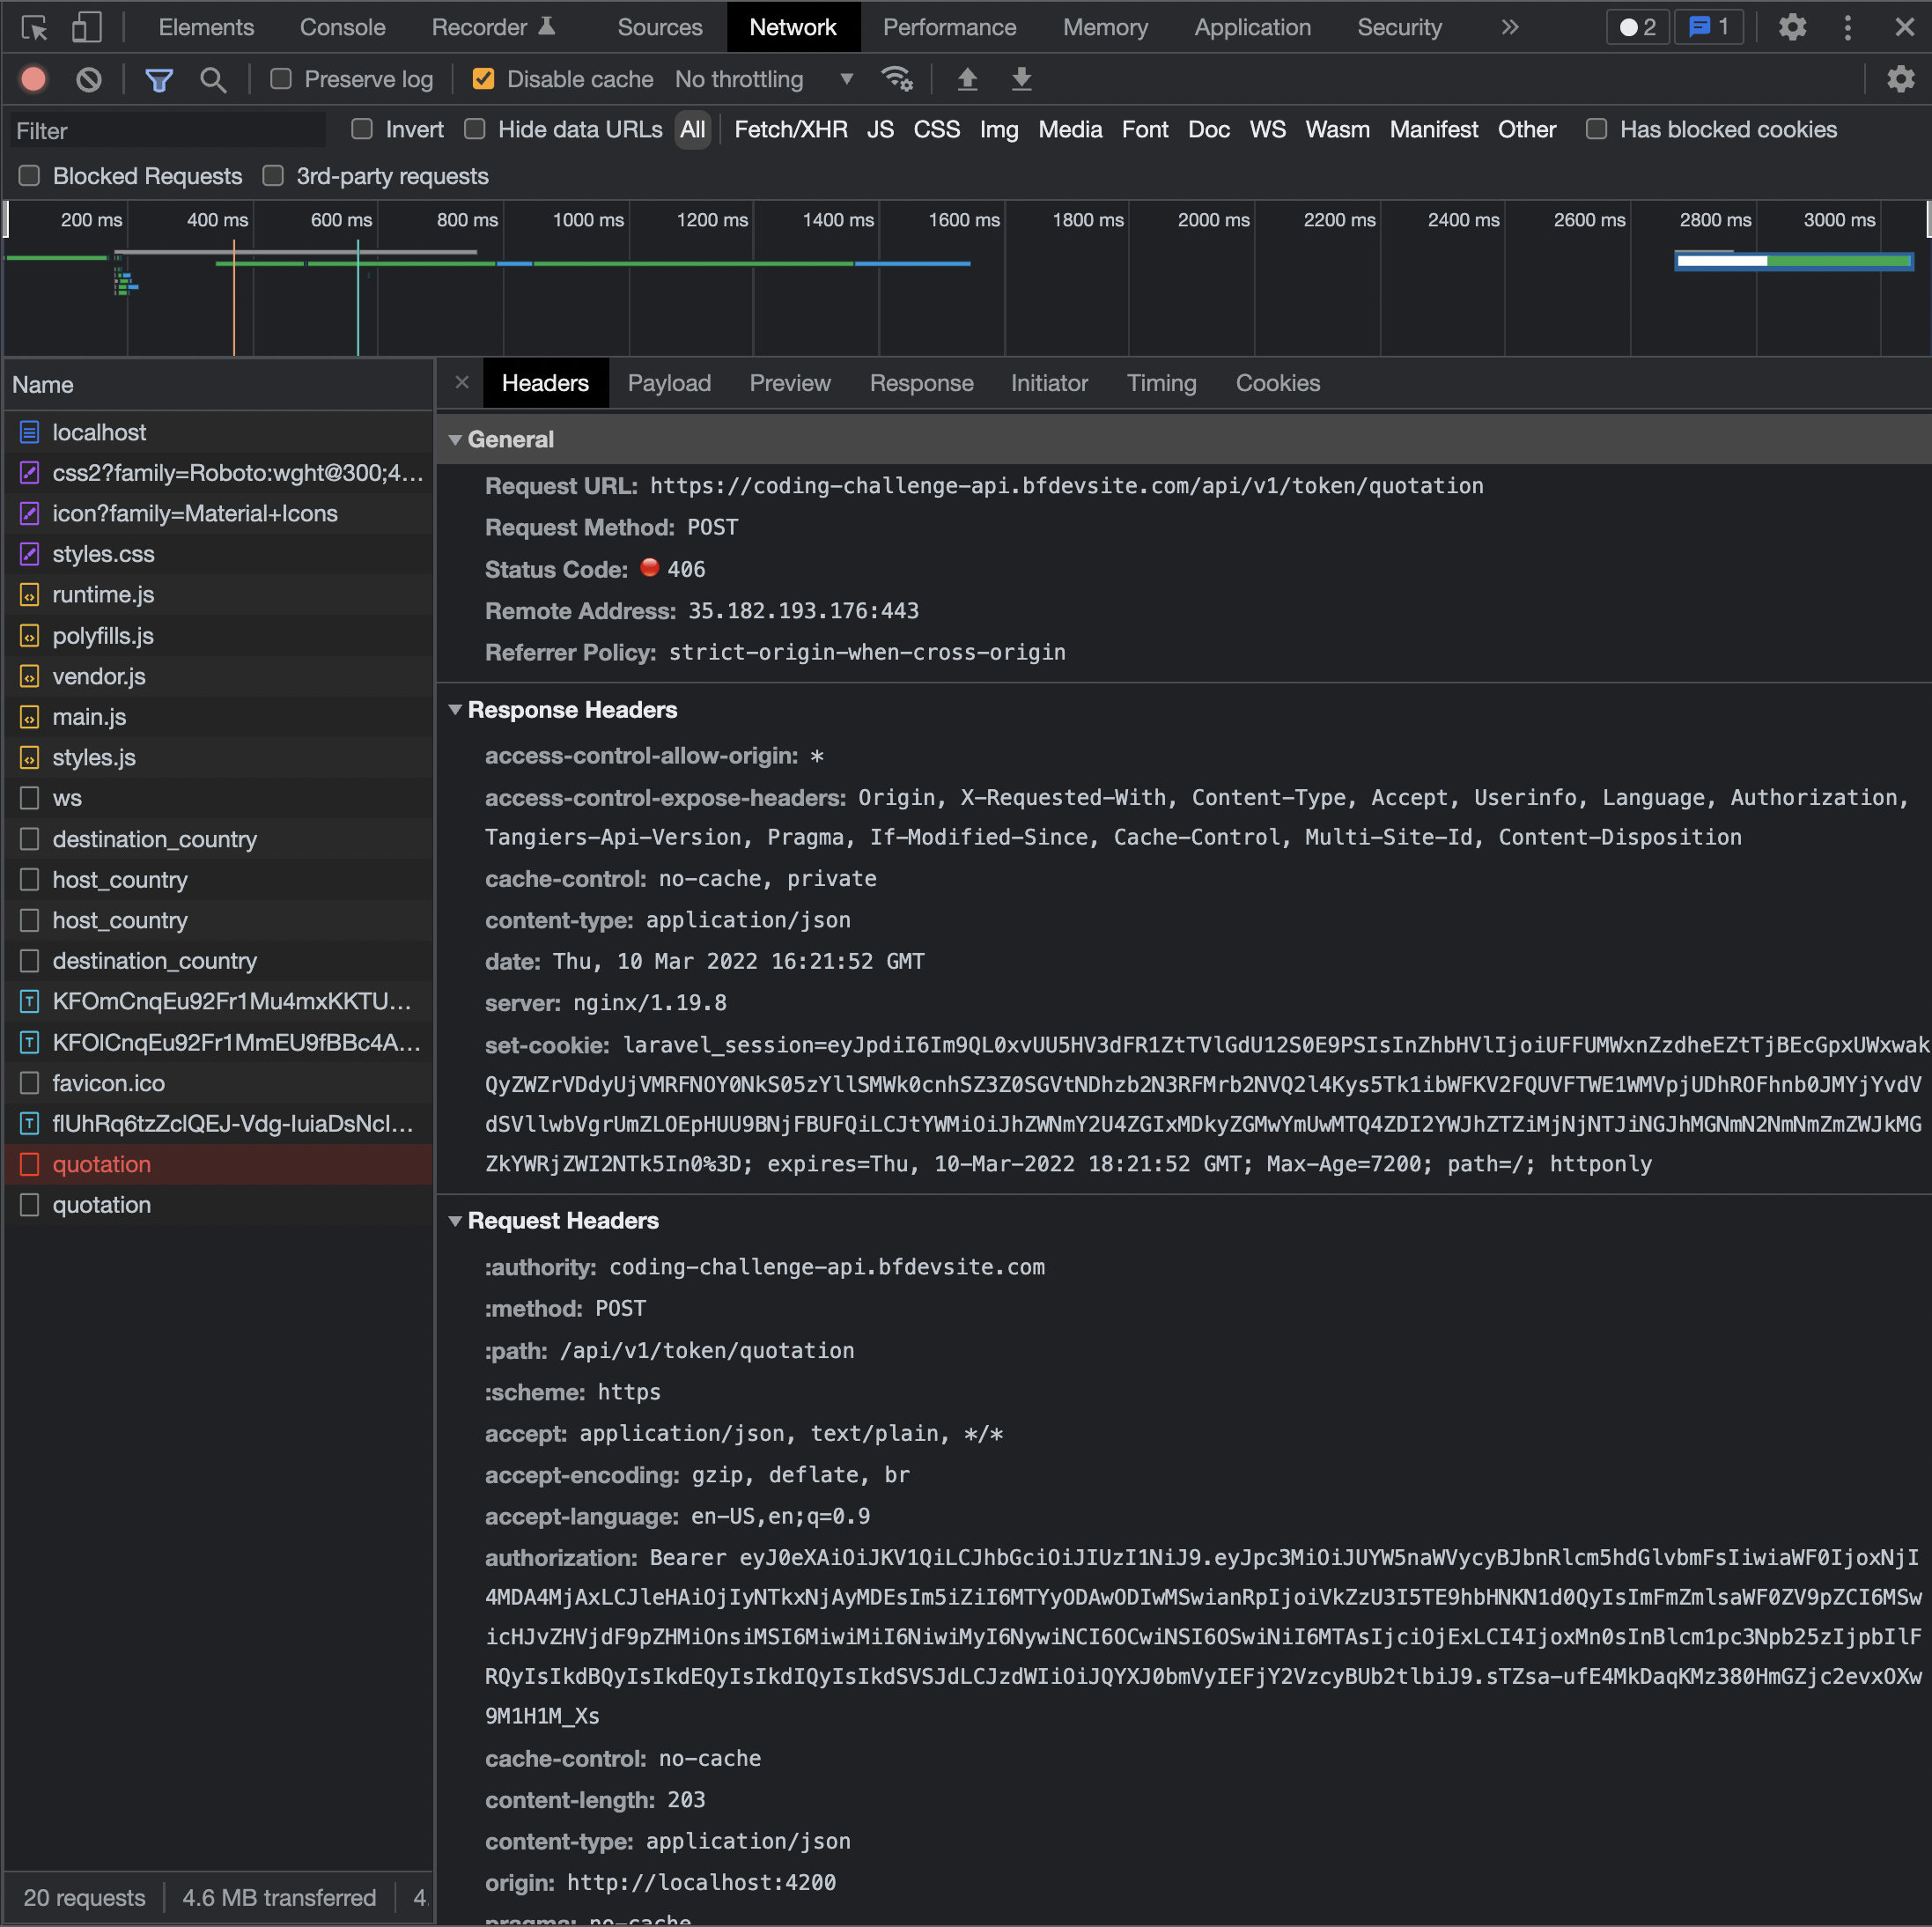 Elements Console Recorder Sources Network Performance Memory Application Security » 2 1
Preserve log Disable cache No throttling
Filter Invert Hide data URLs All Fetch/XHR JS CSS Img Media Font Doc WS Wasm Manifest Other Has blocked cookies
Blocked Requests 3rd-party requests
200 ms 400 ms 600 ms 800 ms 1000 ms 1200 ms 1400 ms 1600 ms 1800 ms 2000 ms 2200 ms 2400 ms 2600 ms 2800 ms 3000 ms
Name
localhost
css2?family=Roboto:wght@300;4...
icon?family=Material+Icons
styles.css
runtime.js
polyfills.js
vendor.js
main.js
styles.js
ws
destination_country
host_country
host_country
destination_country
KFOmCnqEu92Fr1Mu4mxKKTU...
KFOlCnqEu92Fr1MmEU9fBBc4A...
favicon.ico
flUhRq6tzZclQEJ-Vdg-IuiaDsNcI...
quotation
quotation
20 requests 4.6 MB transferred 4.
Headers Payload Preview Response Initiator Timing Cookies
General
Request URL: https://coding-challenge-api.bfdevsite.com/api/v1/token/quotation
Request Method: POST
Status Code: 406
Remote Address: 35.182.193.176:443
Referrer Policy: strict-origin-when-cross-origin
Response Headers
access-control-allow-origin: *
access-control-expose-headers: Origin, X-Requested-With, Content-Type, Accept, Userinfo, Language, Authorization,
Tangiers-Api-Version, Pragma, If-Modified-Since, Cache-Control, Multi-Site-Id, Content-Disposition
cache-control: no-cache, private
content-type: application/json
date: Thu, 10 Mar 2022 16:21:52 GMT
server: nginx/1.19.8
set-cookie: laravel_session=eyJpdiI6Im9QL0xvUU5HV3dFR1ZtTVlGdU12S0E9PSIsInZhbHVlIjoiUFFUMWxnZzdheEZtTjBEcGpxUWxwak
QyZWZrVDdyUjVMRFNOY0NkS05zYllSMWk0cnhSZ3Z0SGVtNDhzb2N3RFMrb2NVQ2l4Kys5Tk1ibWFKV2FQUVFTWE1WMVpjUDhROFhnb0JMYjYvdV
dSVllwbVgrUmZLOEpHUU9BNjFBUFQiLCJtYWMiOiJhZWNmY2U4ZGIxMDkyZGMwYmUwMTQ4ZDI2YWJhZTZiMjNjNTJiNGJhMGNmN2NmNmZmZWJkMG
ZkYWRjZWI2NTk5In0%3D; expires=Thu, 10-Mar-2022 18:21:52 GMT; Max-Age=7200; path=/; httponly
Request Headers
:authority: coding-challenge-api.bfdevsite.com
:method: POST
:path: /api/v1/token/quotation
:scheme: https
accept: application/json, text/plain, */*
accept-encoding: gzip, deflate, br
accept-language: en-US,en;q=0.9
authorization: Bearer eyJ0eXAiOiJKV1QiLCJhbGciOiJIUzI1NiJ9.eyJpc3MiOiJUYW5naWVycyBJbnRlcm5hdGlvbmFsIiwiaWF0IjoxNjI
4MDA4MjAxLCJleHAiOjIyNTkxNjAyMDEsIm5iZiI6MTYyODAwODIwMSwianRpIjoiVkZzU3I5TE9hbHNKN1d0QyIsImFmZmlsaWF0ZV9pZCI6MSw
icHJvZHVjdF9pZHMiOnsiMSI6MiwiMiI6NiwiMyI6NywiNCI6OCwiNSI6OSwiNiI6MTAsIjciOjExLCI4IjoxMn0sInBlcm1pc3Npb25zIjpbIlF
RQyIsIkdBQyIsIkdEQyIsIkdIQyIsIkdSVSJdLCJzdWIiOiJQYXJ0bmVyIEFjY2VzcyBUb2tlbiJ9.sTZsa-ufE4MkDaqKMz380HmGZjc2evxOXw
9M1H1M_Xs
cache-control: no-cache
content-length: 203
content-type: application/json
origin: http://localhost:4200
pragma: no-cache